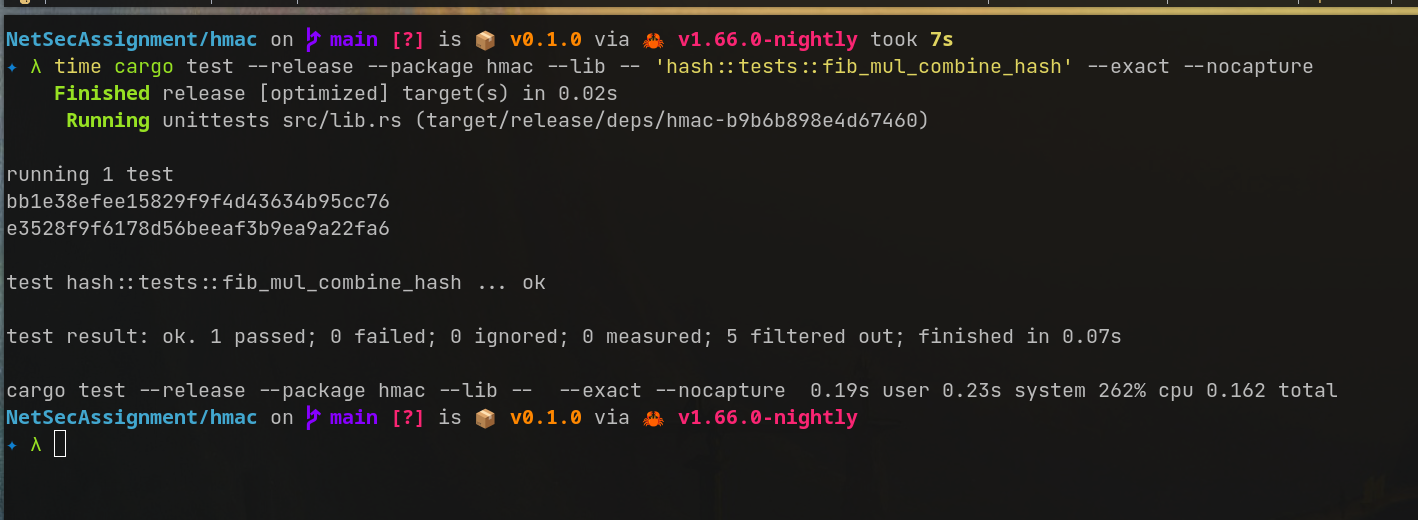 NetSecAssignment/hmac on main [?] is 📦 v0.1.0 via 🦀 v1.66.0-nightly took 7s
✦ λ time cargo test --release --package hmac --lib -- 'hash::tests::fib_mul_combine_hash' --exact --nocapture
Finished release [optimized] target(s) in 0.02s
Running unittests src/lib.rs (target/release/deps/hmac-b9b6b898e4d67460)
running 1 test
bb1e38efee15829f9f4d43634b95cc76
e3528f9f6178d56beeaf3b9ea9a22fa6
test hash::tests::fib_mul_combine_hash ... ok
test result: ok. 1 passed; 0 failed; 0 ignored; 0 measured; 5 filtered out; finished in 0.07s
cargo test --release --package hmac --lib --  --exact --nocapture  0.19s user 0.23s system 262% cpu 0.162 total
NetSecAssignment/hmac on main [?] is 📦 v0.1.0 via 🦀 v1.66.0-nightly
✦ λ